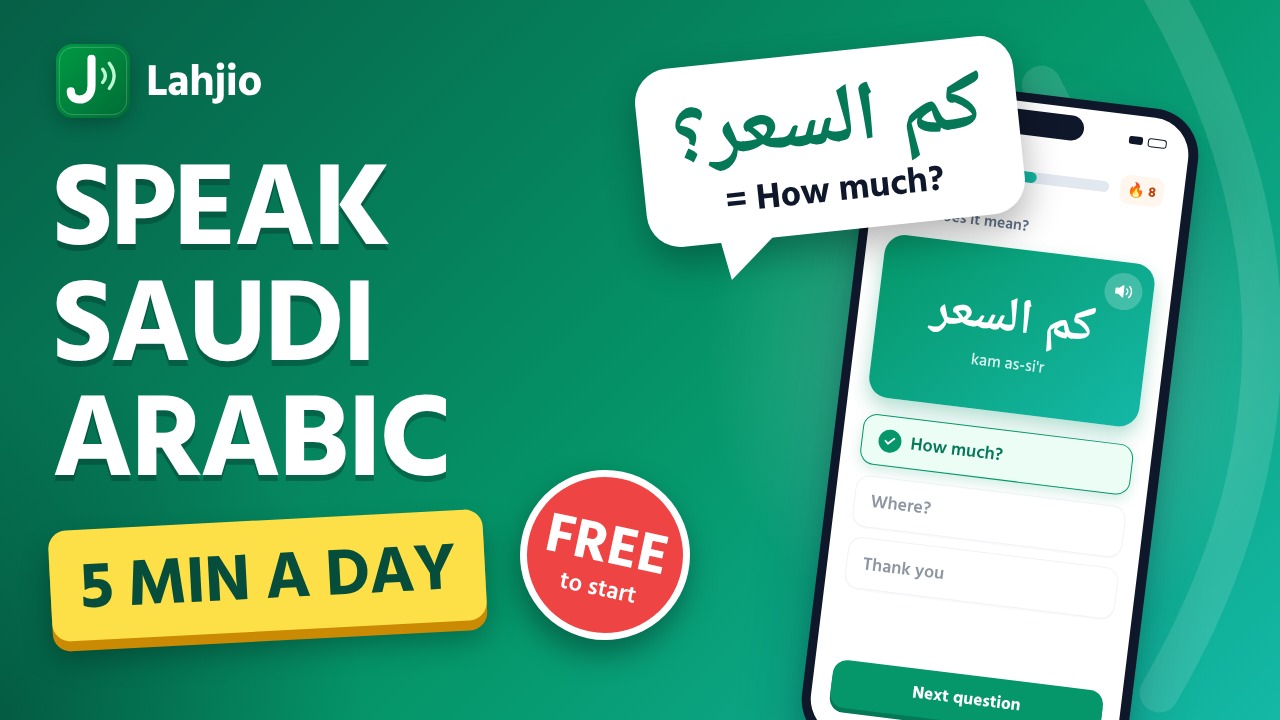 Lahjio
SPEAK
SAUDI
ARABIC
5 MIN A DAY
FREE
to start
كم السعر؟
= How much?
8
it mean?
كم السعر
kam as-si'r
How much?
Where?
Thank you
Next question